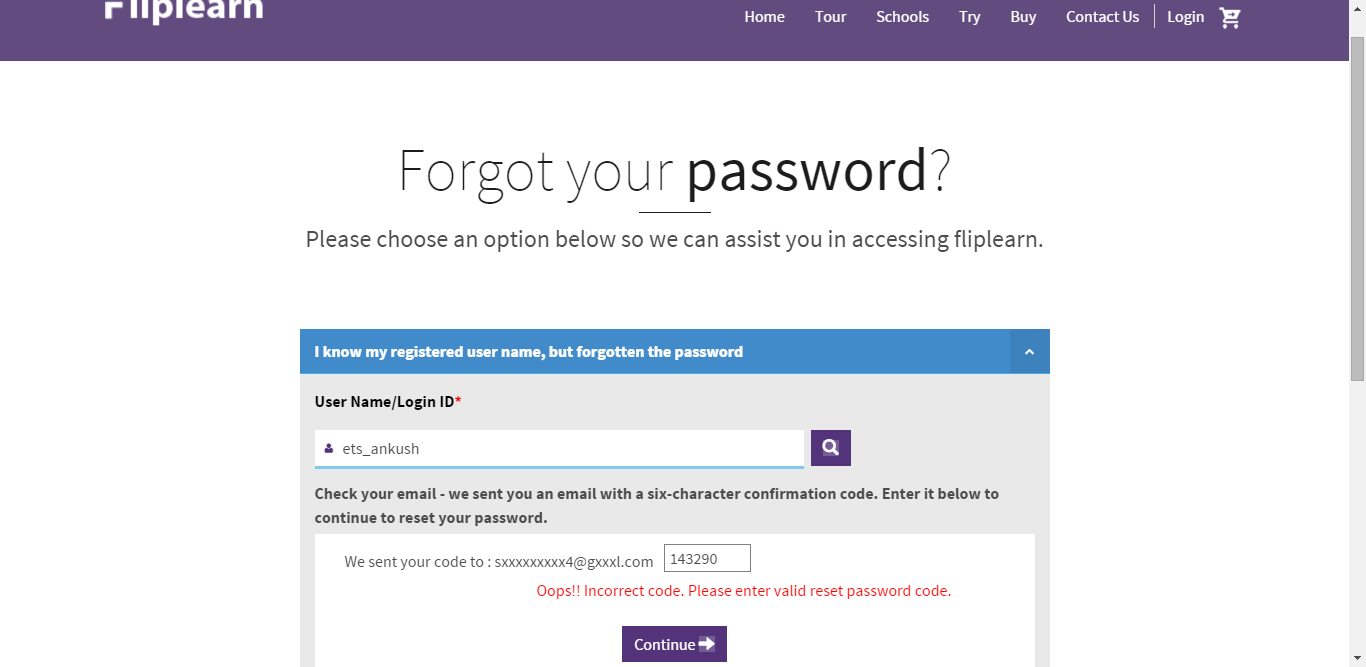 Fliplearn
Home Tour Schools Try Buy Contact Us Login
Forgot your password?
Please choose an option below so we can assist you in accessing fliplearn.
I know my registered user name, but forgotten the password
User Name/Login ID*
ets_ankush
Check your email - we sent you an email with a six-character confirmation code. Enter it below to
continue to reset your password.
We sent your code to : sxxxxxxxxx4@gxxxl.com 143290
Oops!! Incorrect code. Please enter valid reset password code.
Continue